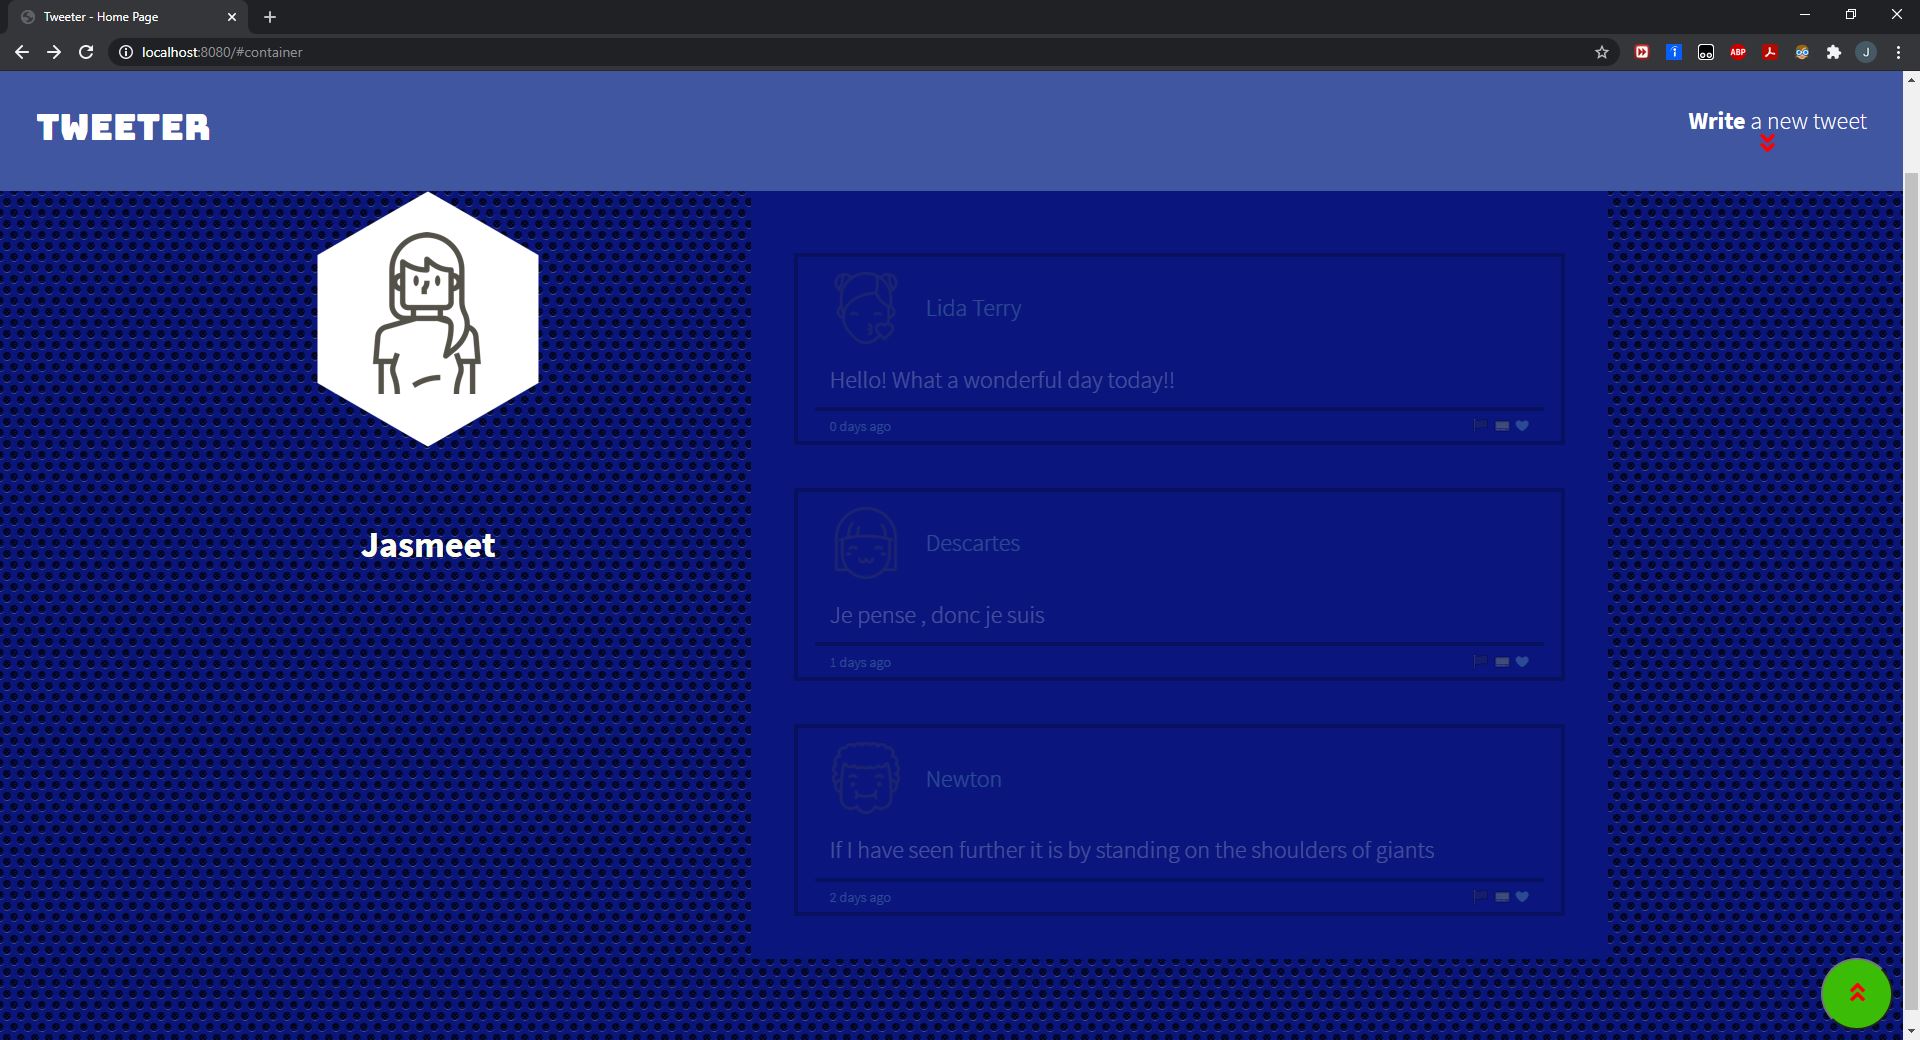 Tweeter - Home Page
localhost:8080/#container
ABP
J
TWEETER
Write a new tweet
Jasmeet
Lida Terry
Hello! What a wonderful day today!!
0 days ago
Descartes
Je pense , donc je suis
1 days ago
Newton
If I have seen further it is by standing on the shoulders of giants
2 days ago